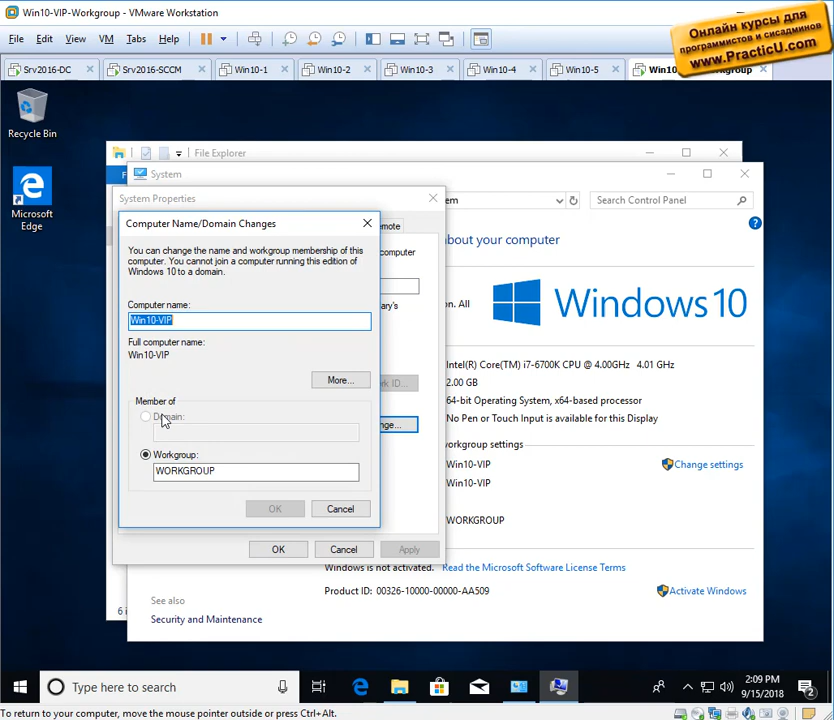 Win10-VIP-Workgroup - VMware Workstation
File Edit View VM Tabs Help
Онлайн курсы для
программистов и сисадминов
www.PracticU.com
Srv2016-DC
Srv2016-SCCM
Win10-1
Win10-2
Win10-3
Win10-4
Win10-5
Recycle Bin
Microsoft
Edge
File Explorer
System
Search Control Panel
System Properties
Computer Name/Domain Changes
You can change the name and workgroup membership of this
computer. You cannot join a computer running this edition of
Windows 10 to a domain.
Computer name:
Win10-VIP
Full computer name:
Win10-VIP
More...
Member of
Domain:
Workgroup:
WORKGROUP
OK Cancel
OK Cancel Apply
computer
about your computer
Windows 10
Intel(R) Core(TM) i7-6700K CPU @ 4.00GHz 4.01 GHz
2.00 GB
64-bit Operating System, x64-based processor
No Pen or Touch Input is available for this Display
workgroup settings
Win10-VIP
Change settings
Win10-VIP
WORKGROUP
Windows is not activated. Read the Microsoft Software License Terms
Product ID: 00326-10000-00000-AA509
Activate Windows
See also
Security and Maintenance
Type here to search
2:09 PM
9/15/2018
2
To return to your computer, move the mouse pointer outside or press Ctrl+Alt.